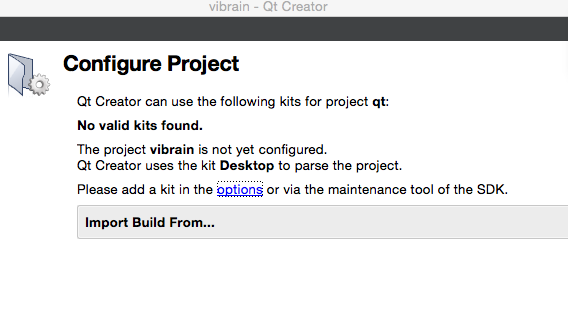 vibrain - Qt Creator
Configure Project
Qt Creator can use the following kits for project qt:
No valid kits found.
The project vibrain is not yet configured.
Qt Creator uses the kit Desktop to parse the project.
Please add a kit in the options or via the maintenance tool of the SDK.
Import Build From...